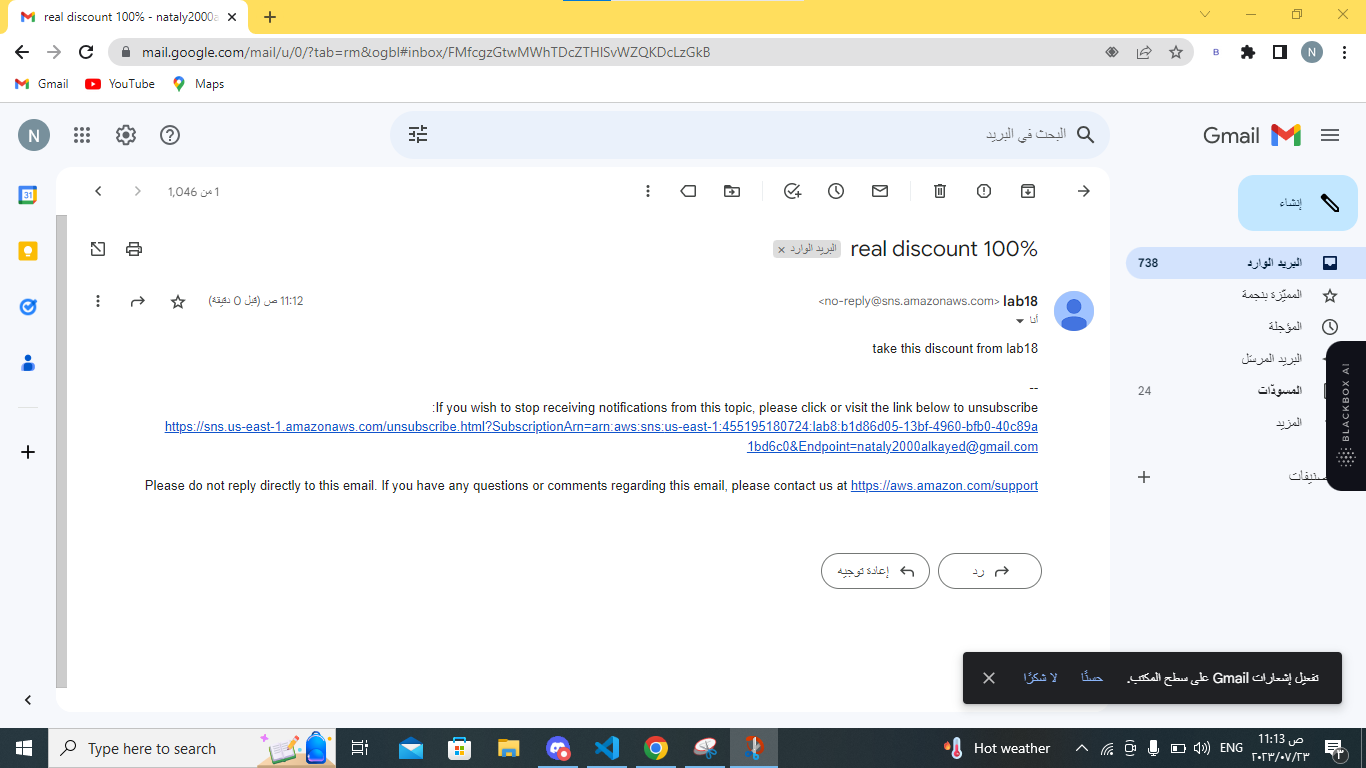 real discount 100% - nataly2000a
mail.google.com/mail/u/0/?tab=rm&ogbl#inbox/FMfcgzGtwMWhTDcZTHlSvWZQKDcLzGkB
B
N
Gmail
YouTube
Maps
Gmail
البحث في البريد
N
إنشاء
البريد الوارد
738
المميّزة بنجمة
المؤجلة
البريد المرسَل
المسودّات
24
المزيد
BLACKBOX AI
31
1 من 1,046
real discount 100%
البريد الوارد ×
lab18 <no-reply@sns.amazonaws.com>
11:12 ص (قبل 0 دقيقة)
أنا
take this discount from lab18
--
:If you wish to stop receiving notifications from this topic, please click or visit the link below to unsubscribe
https://sns.us-east-1.amazonaws.com/unsubscribe.html?SubscriptionArn=arn:aws:sns:us-east-1:455195180724:lab8:b1d86d05-13bf-4960-bfb0-40c89a
1bd6c0&Endpoint=nataly2000alkayed@gmail.com
Please do not reply directly to this email. If you have any questions or comments regarding this email, please contact us at https://aws.amazon.com/support
رد
إعادة توجيه
تفعيل إشعارات Gmail على سطح المكتب.
حسنًا
لا شكرًا
Type here to search
Hot weather
ENG
11:13 ص
٢٠٢٣/٠٧/٢٣
٣